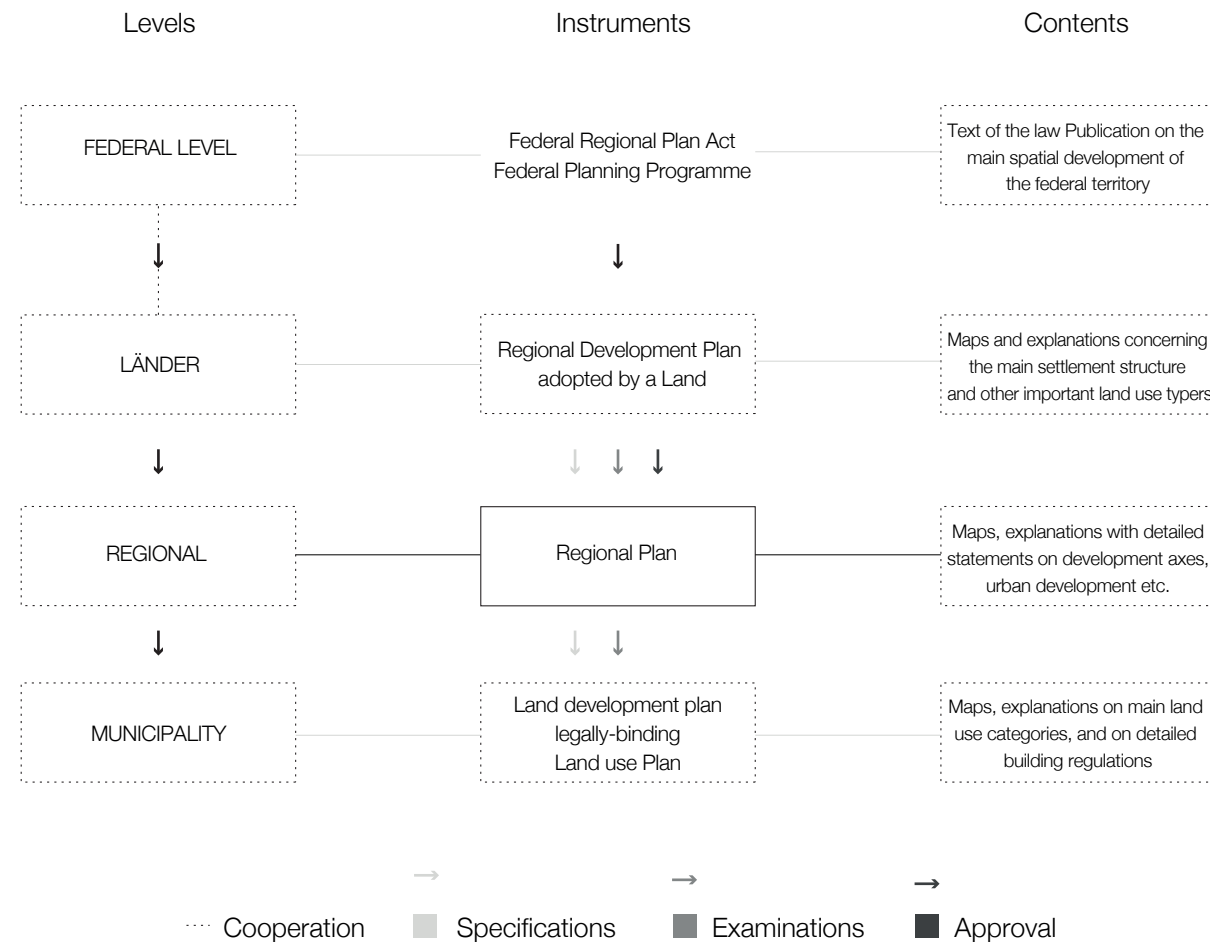 Levels
Instruments
Contents
FEDERAL LEVEL
Federal Regional Plan Act
Federal Planning Programme
Text of the law Publication on the
main spatial development of
the federal territory
LÄNDER
Regional Development Plan
adopted by a Land
Maps and explanations concerning
the main settlement structure
and other important land use typers
REGIONAL
Regional Plan
Maps, explanations with detailed
statements on development axes,
urban development etc.
MUNICIPALITY
Land development plan
legally-binding
Land use Plan
Maps, explanations on main land
use categories, and on detailed
building regulations
Cooperation
Specifications
Examinations
Approval